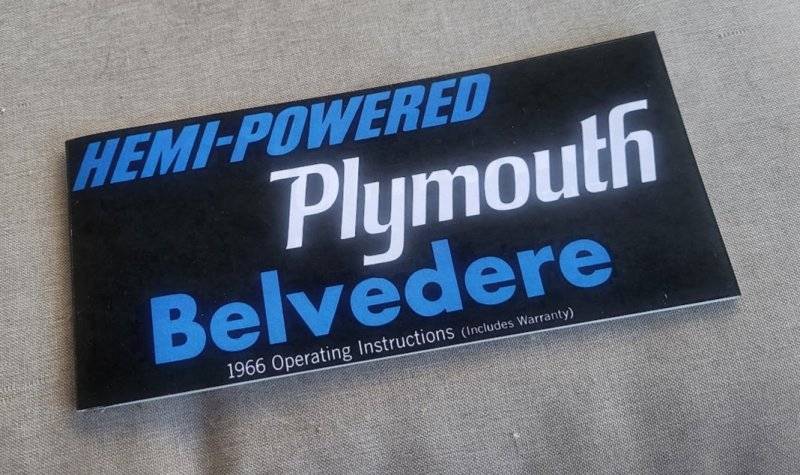 HEMI-POWERED
Plymouth
Belvedere
1966 Operating Instructions (Includes Warranty)